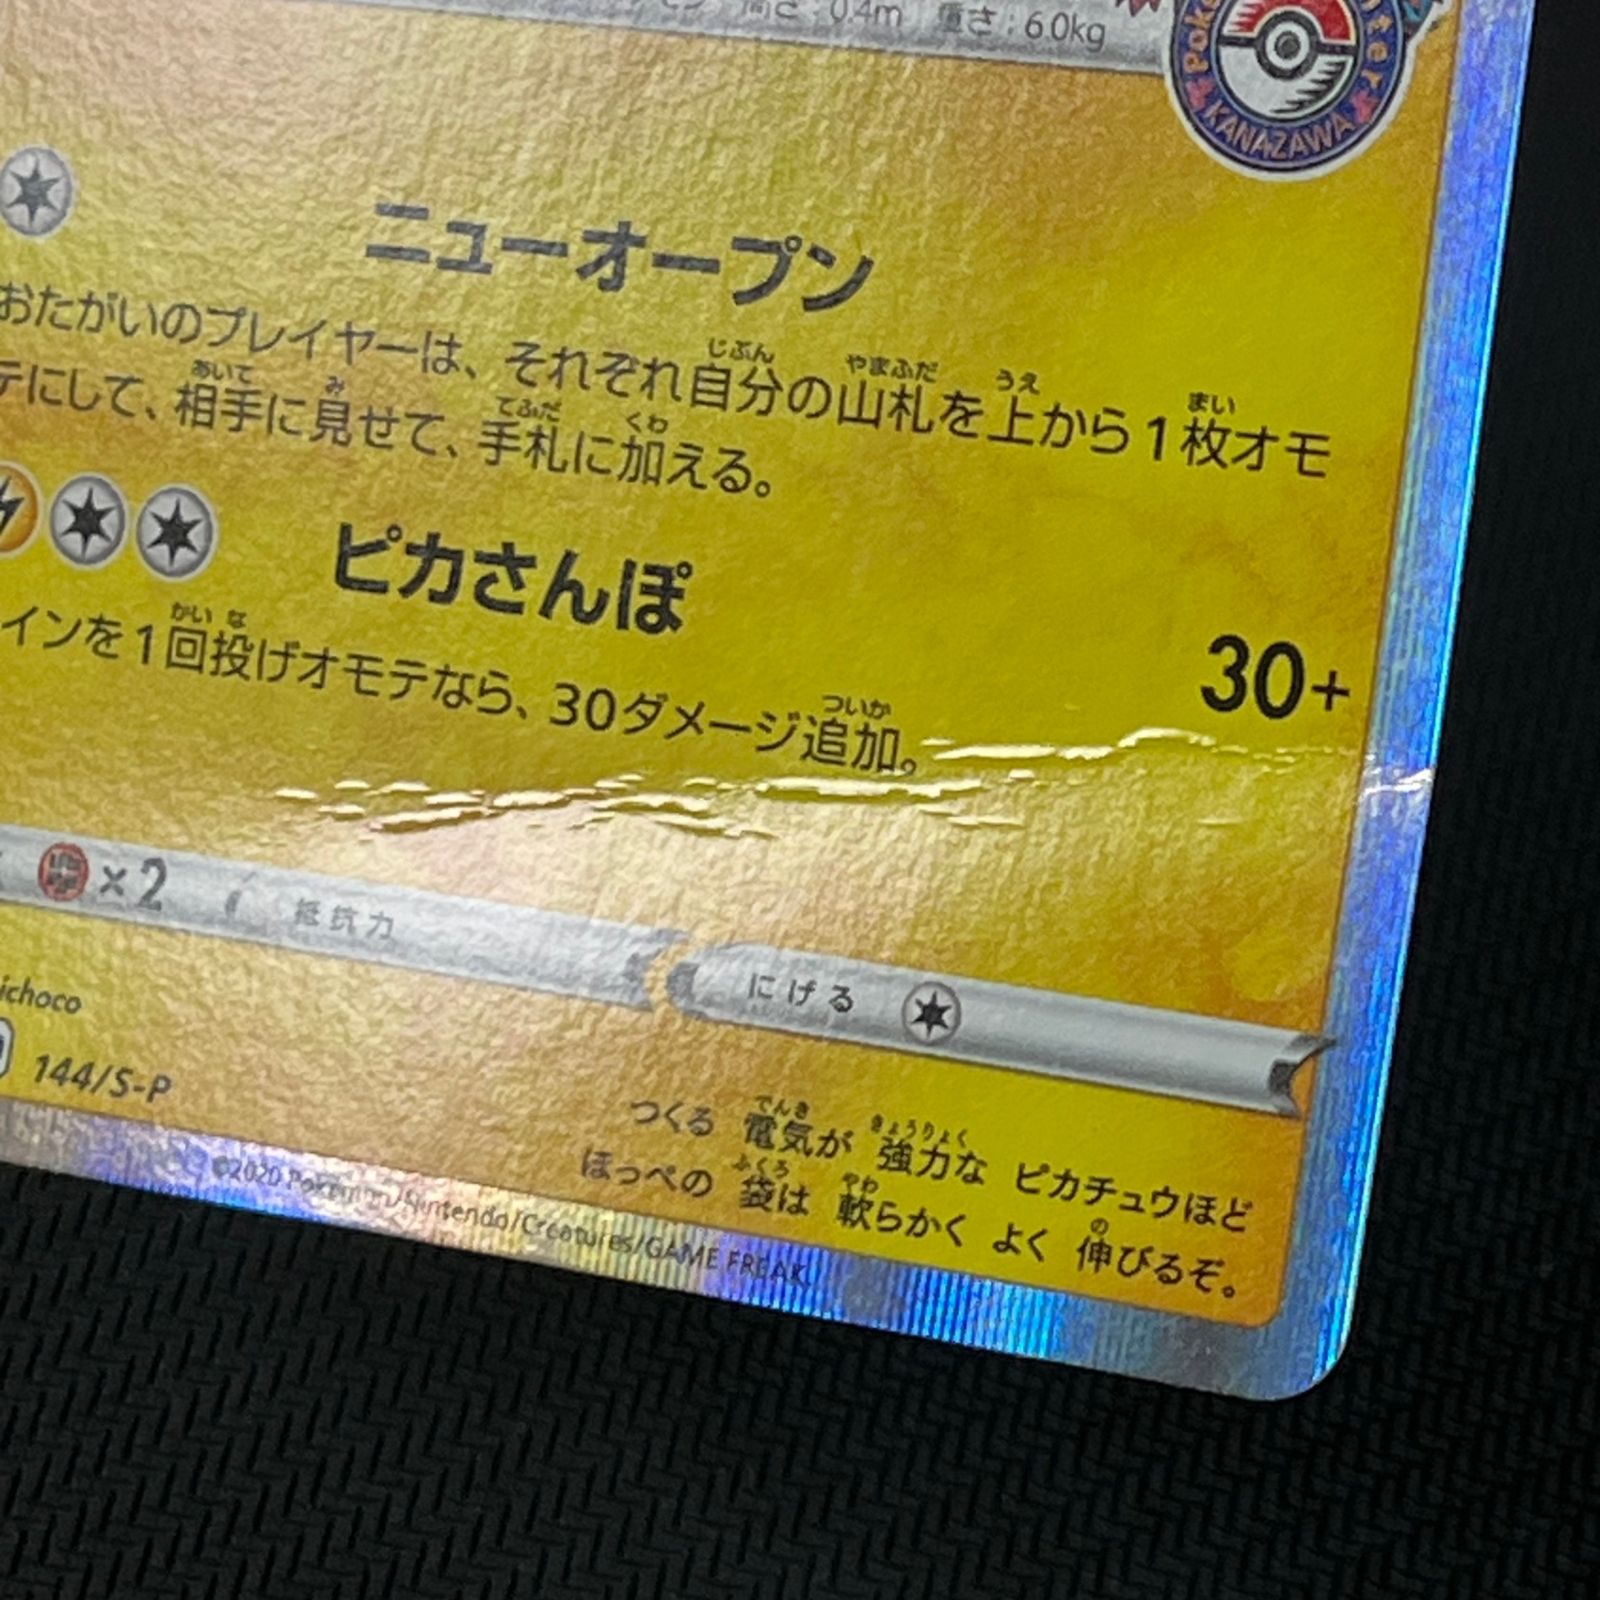 高さ：0.4m 重さ：6.0kg
KANAZAWA
ニューオープン
おたがいのプレイヤーは、それぞれ自分の山札を上から1枚オモ
テにして、相手に見せて、手札に加える。
ピカさんぽ
30+
インを1回投げオモテなら、30ダメージ追加。
×2 抵抗力
にげる
ichoco
144/S-P
つくる 電気が 強力な ピカチュウほど
ほっぺの 袋は 軟らかく よく 伸びるぞ。
©2020 Pokémon/Nintendo/Creatures/GAME FREAK.